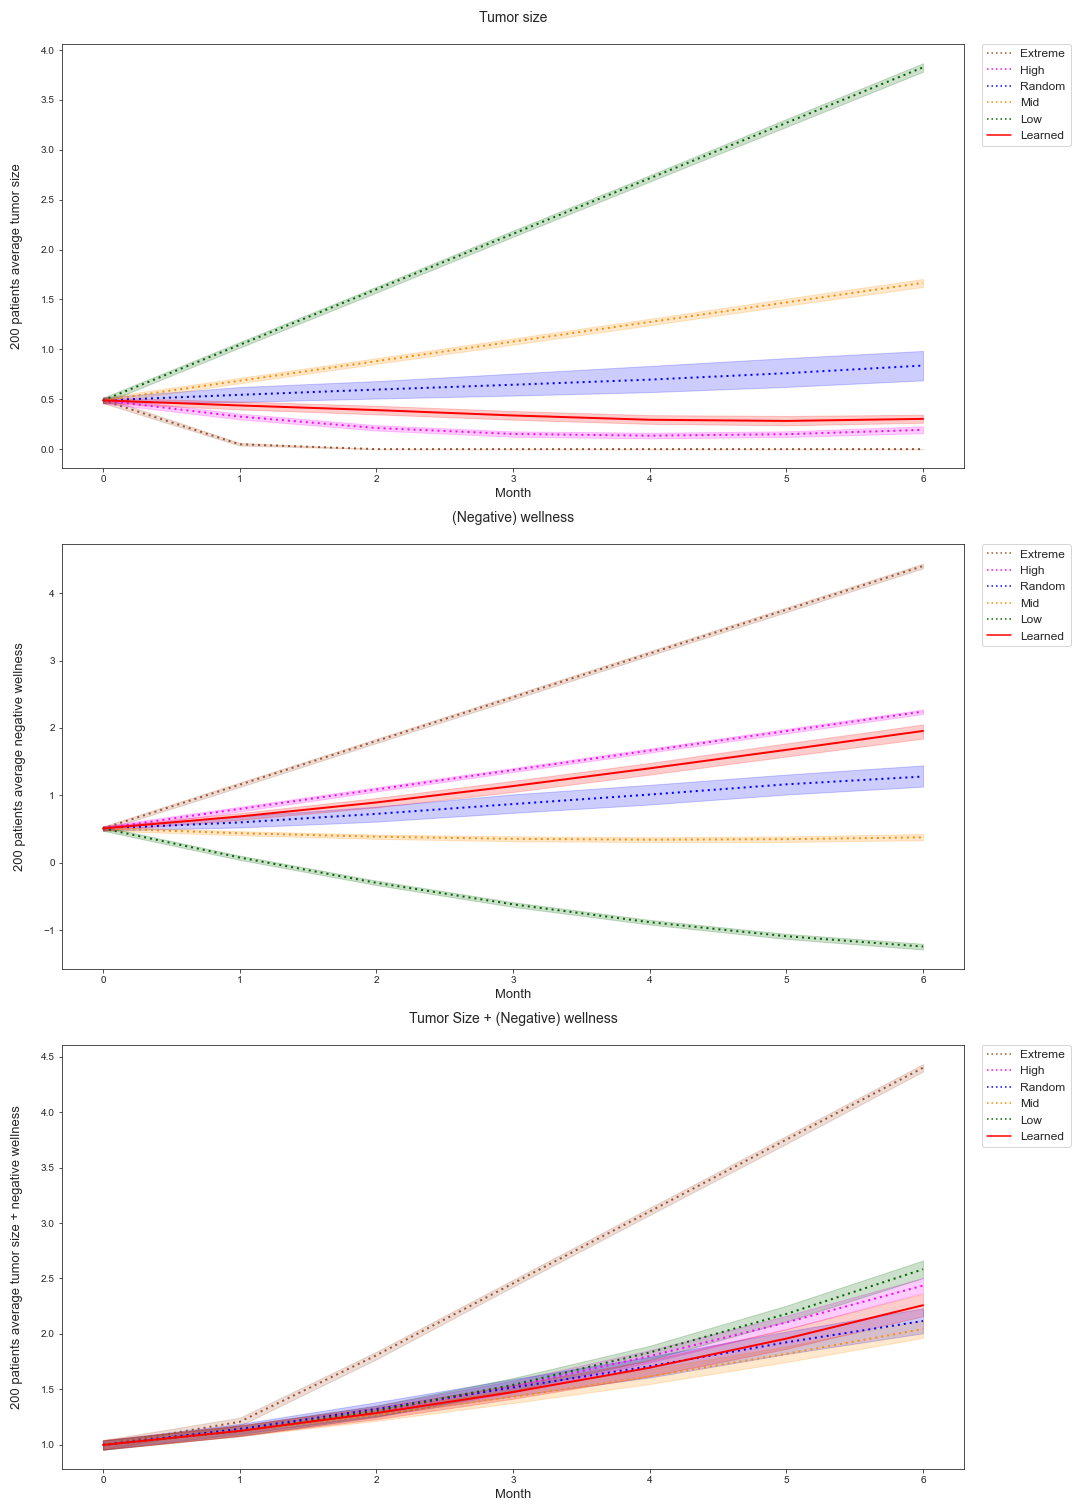 Tumor size
200 patients average tumor size
4.0
3.5
3.0
2.5
2.0
1.5
1.0
0.5
0.0
0 1 2 3 4 5 6
Month
Extreme
High
Random
Mid
Low
Learned
(Negative) wellness
200 patients average negative wellness
4
3
2
1
0
−1
0 1 2 3 4 5 6
Month
Extreme
High
Random
Mid
Low
Learned
Tumor Size + (Negative) wellness
200 patients average tumor size + negative wellness
4.5
4.0
3.5
3.0
2.5
2.0
1.5
1.0
0 1 2 3 4 5 6
Month
Extreme
High
Random
Mid
Low
Learned